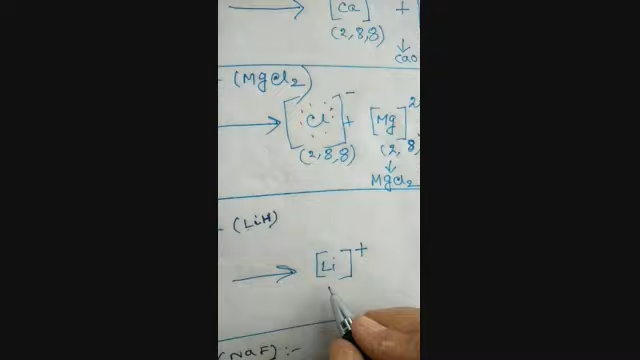 [Ca] +
(2,8,8)
CaO
- (MgCl2)
[Cl]- + [Mg]2
(2,8,8) (2,8,
MgCl2
- (LiH)
[Li]+
(NaF):-